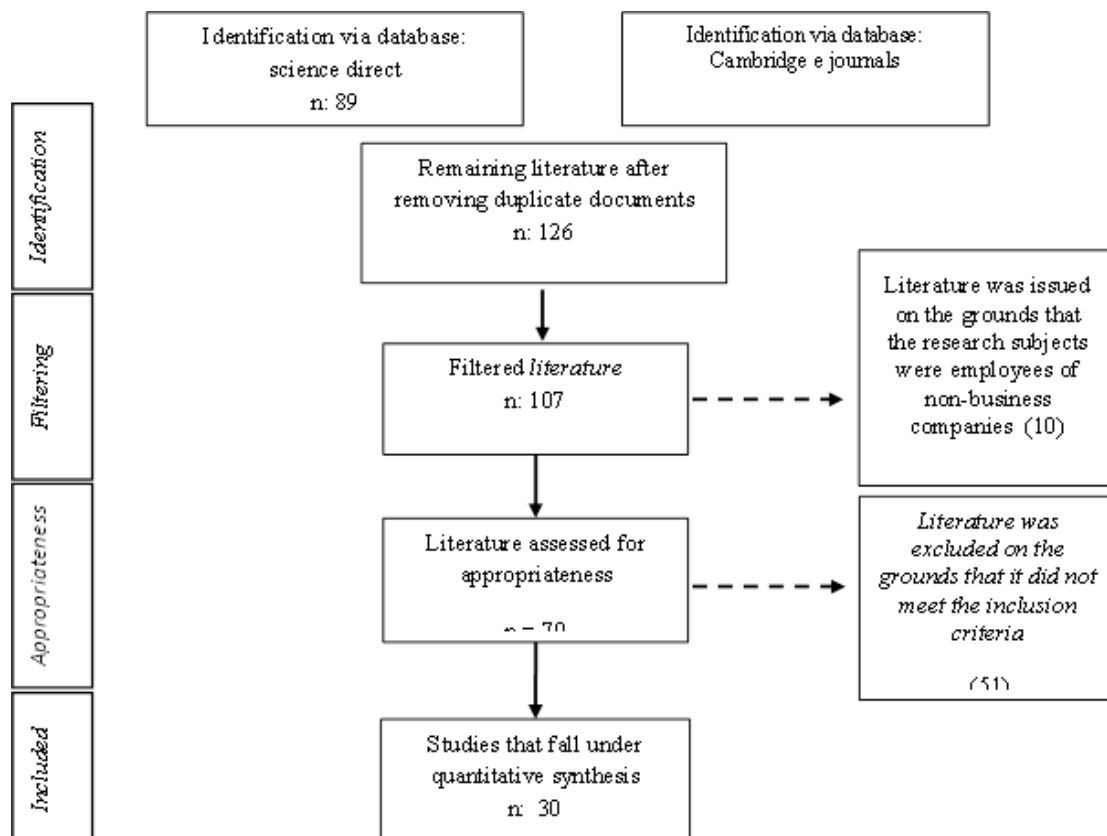 Identification via database:
science direct
n: 89
Identification via database:
Cambridge e journals
Identification
Remaining literature after
removing duplicate documents
n: 126
Filtering
Filtered literature
n: 107
Literature was issued
on the grounds that
the research subjects
were employees of
non-business
companies (10)
Appropriateness
Literature assessed for
appropriateness
Literature was
excluded on the
grounds that it did not
meet the inclusion
criteria
(51)
Included
Studies that fall under
quantitative synthesis
n: 30